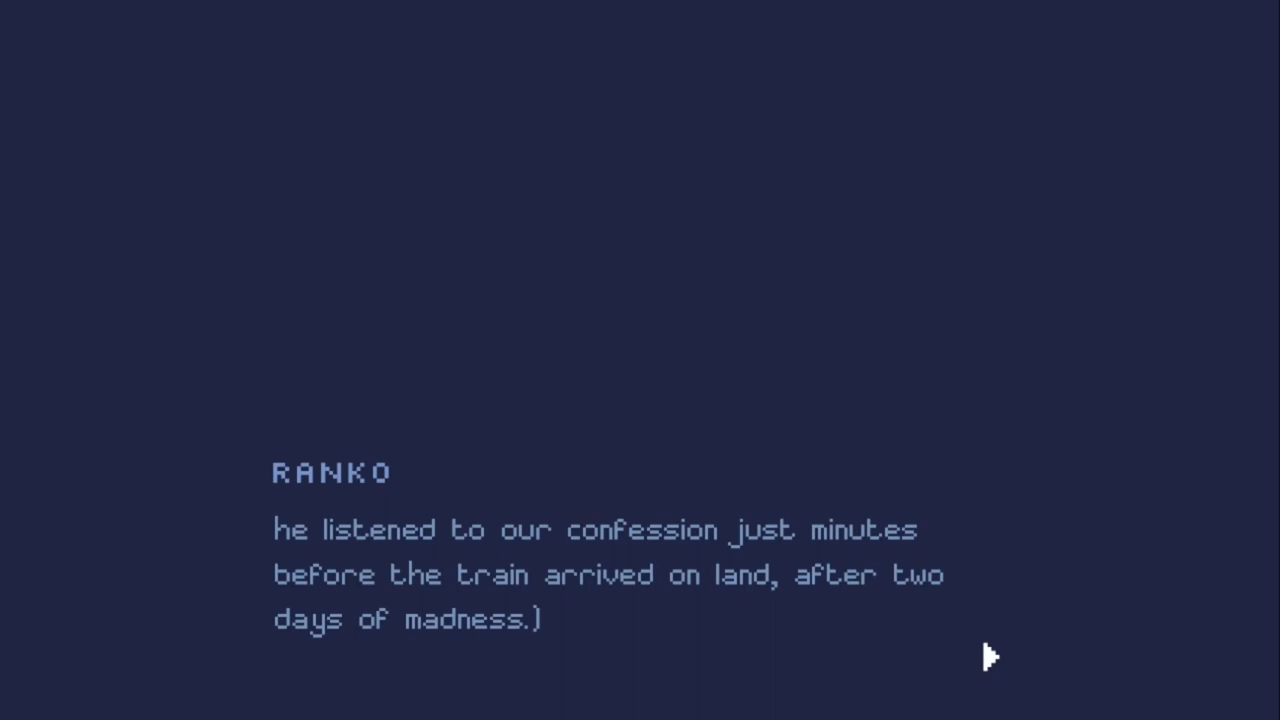 RANKO
he listened to our confession just minutes
before the train arrived on land, after two
days of madness.)